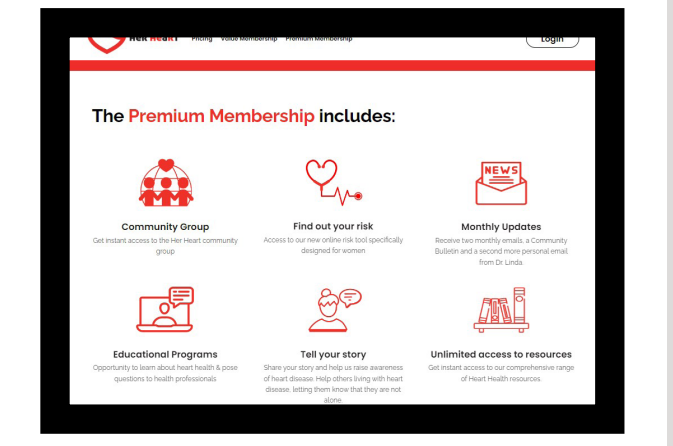 HER HEART Pricing Value Membership Premium Membership Login
The Premium Membership includes:
NEWS
Community Group
Get instant access to the Her Heart community
group
Find out your risk
Access to our new online risk tool specifically
designed for women
Monthly Updates
Receive two monthly emails, a Community
Bulletin and a second more personal email
from Dr. Linda.
Educational Programs
Opportunity to learn about heart health & pose
questions to health professionals
Tell your story
Share your story and help us raise awareness
of heart disease. Help others living with heart
disease, letting them know that they are not
alone.
Unlimited access to resources
Get instant access to our comprehensive range
of Heart Health resources